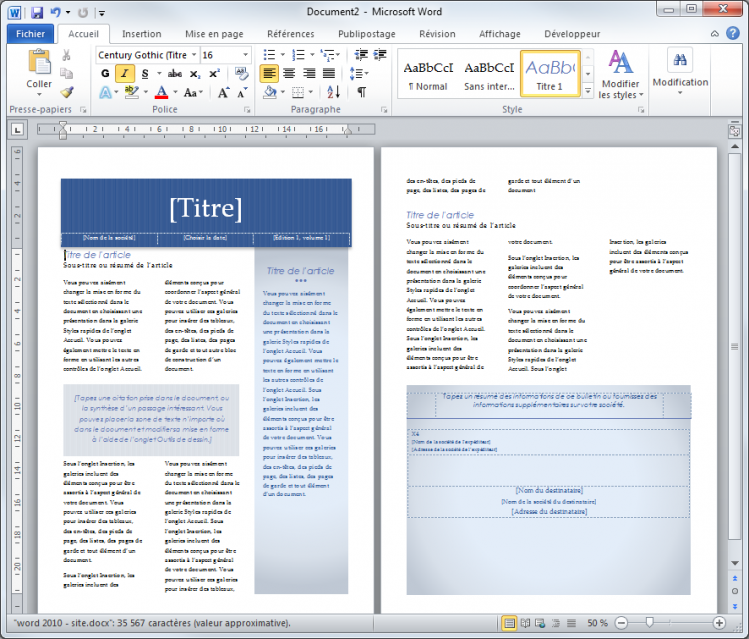 Document2 - Microsoft Word
Fichier Accueil Insertion Mise en page Références Publipostage Révision Affichage Développeur
Century Gothic (Titre 16
Coller
G I S abc x₂ x²
Aa
AaBbCcI AaBbCcI AaBbC
¶ Normal Sans inter... Titre 1
Modifier
les styles
Modification
Presse-papiers Police Paragraphe Style
2 4 6 8 10 12 14 16
[Titre]
[Nom de la société] [Choisir la date] [Édition 1, volume 1]
Titre de l'article
Sous-titre ou résumé de l'article
Vous pouvez aisément
changer la mise en forme
du texte sélectionné dans le
document en choisissant une
présentation dans la galerie
Styles rapides de l'onglet
Accueil. Vous pouvez
également mettre le texte en
forme en utilisant les autres
contrôles de l'onglet Accueil.
éléments conçus pour
coordonner l'aspect général
de votre document. Vous
pouvez utiliser ces galeries
pour insérer des tableaux,
des en-têtes, des pieds de
page, des listes, des pages
de garde et tout autre bloc
de construction d'un
document.
[Tapez une citation prise dans le document, ou
la synthèse d'un passage intéressant. Vous
pouvez placer la zone de texte n'importe où
dans le document et modifier sa mise en forme
à l'aide de l'onglet Outils de dessin.]
Sous l'onglet Insertion, les
galeries incluent des
éléments conçus pour être
assortis à l'aspect général
de votre document. Vous
pouvez utiliser ces galeries
pour insérer des tableaux,
des en-têtes, des pieds de
page, des listes, des pages de
garde et tout élément d'un
document.
Sous l'onglet Insertion, les
galeries incluent des
Vous pouvez aisément
changer la mise en forme
du texte sélectionné dans le
document en choisissant
une présentation dans la
galerie Styles rapides de
l'onglet Accueil. Sous
l'onglet Insertion, les
galeries incluent des
éléments conçus pour être
assortis à l'aspect général
de votre document. Vous
pouvez utiliser ces galeries
pour insérer des tableaux,
Titre de l'article
Vous pouvez aisément
changer la mise en forme
du texte sélectionné dans le
document en choisissant
une présentation dans la
galerie Styles rapides de
l'onglet Accueil. Vous
pouvez également mettre le
texte en forme en utilisant
les autres contrôles de
l'onglet Accueil. Sous
l'onglet Insertion, les
galeries incluent des
éléments conçus pour être
assortis à l'aspect général
de votre document. Vous
pouvez utiliser ces galeries
pour insérer des tableaux,
des en-têtes, des pieds de
page, des listes, des pages
de garde et tout élément
d'un document.
des en-têtes, des pieds de
page, des listes, des pages de
garde et tout élément d'un
document
Titre de l'article
Sous-titre ou résumé de l'article
Vous pouvez aisément
changer la mise en forme du
texte sélectionné dans le
document en choisissant une
présentation dans la galerie
Styles rapides de l'onglet
Accueil. Vous pouvez
également mettre le texte en
forme en utilisant les autres
contrôles de l'onglet Accueil.
Sous l'onglet Insertion, les
galeries incluent des
éléments conçus pour être
assortis à l'aspect général de
votre document.
Sous l'onglet Insertion, les
galeries incluent des
éléments conçus pour
coordonner l'aspect général
de votre document.
Vous pouvez aisément
changer la mise en forme du
texte sélectionné dans le
document en choisissant une
présentation dans la galerie
Styles rapides de l'onglet
Accueil. Sous l'onglet
Insertion, les galeries
incluent des éléments conçus
pour être assortis à l'aspect
général de votre document.
Tapez un résumé des informations de ce bulletin ou fournissez des
informations supplémentaires sur votre société.
[Nom de la société de l'expéditeur]
[Adresse de la société de l'expéditeur]
[Nom du destinataire]
[Nom de la société du destinataire]
[Adresse du destinataire]
"word 2010 - site.docx": 35 567 caractères (valeur approximative). 50 %